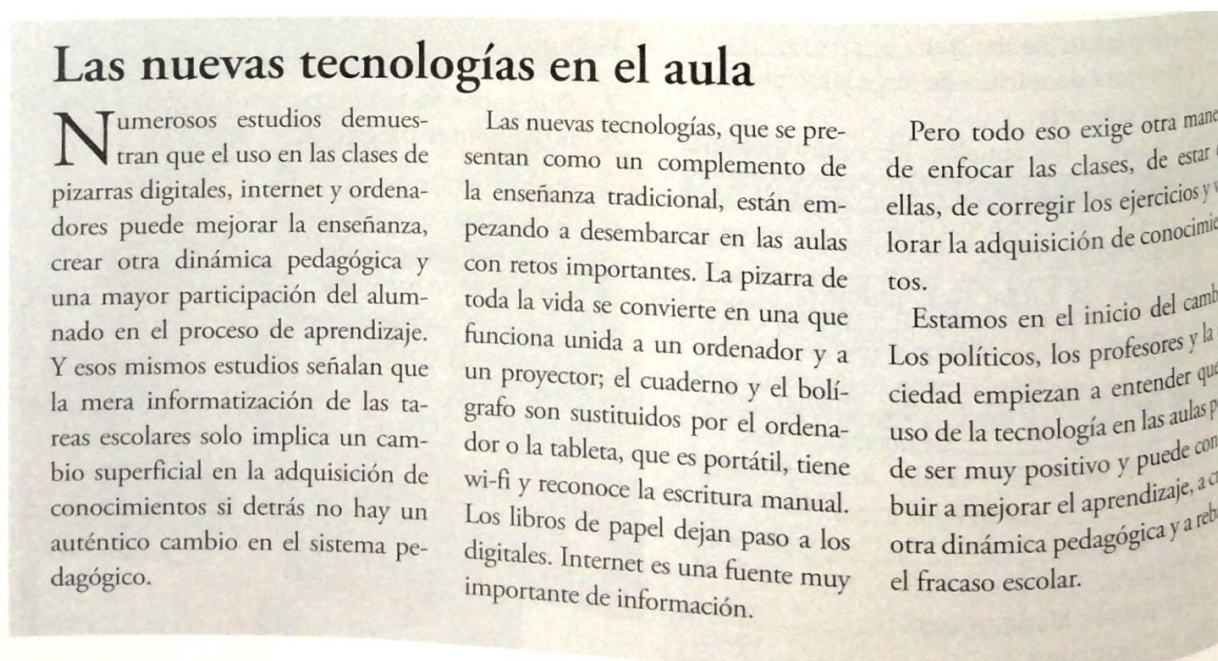 Las nuevas tecnologías en el aula
Numerosos estudios demues-
tran que el uso en las clases de
pizarras digitales, internet y ordena-
dores puede mejorar la enseñanza,
crear otra dinámica pedagógica y
una mayor participación del alum-
nado en el proceso de aprendizaje.
Y esos mismos estudios señalan que
la mera informatización de las ta-
reas escolares solo implica un cam-
bio superficial en la adquisición de
conocimientos si detrás no hay un
auténtico cambio en el sistema pe-
dagógico.
Las nuevas tecnologías, que se pre-
sentan como un complemento de
la enseñanza tradicional, están em-
pezando a desembarcar en las aulas
con retos importantes. La pizarra de
toda la vida se convierte en una que
funciona unida a un ordenador y a
un proyector; el cuaderno y el bolí-
grafo son sustituidos por el ordena-
dor o la tableta, que es portátil, tiene
wi-fi y reconoce la escritura manual.
Los libros de papel dejan paso a los
digitales. Internet es una fuente muy
importante de información.
Pero todo eso exige otra mane
de enfocar las clases, de estar
ellas, de corregir los ejercicios y
lorar la adquisición de conocimie
tos.
Estamos en el inicio del camb
Los políticos, los profesores y la
ciedad empiezan a entender que
uso de la tecnología en las aulas p
de ser muy positivo y puede con
buir a mejorar el aprendizaje, a c
otra dinámica pedagógica y a reb
el fracaso escolar.